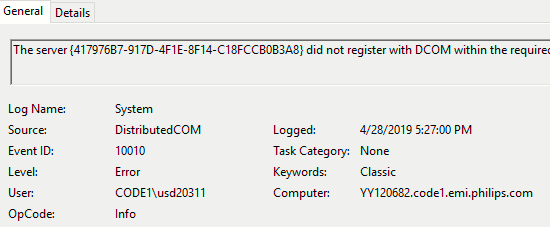 General Details
The server {417976B7-917D-4F1E-8F14-C18FCCB0B3A8} did not register with DCOM within the required
Log Name: System
Source: DistributedCOM Logged: 4/28/2019 5:27:00 PM
Event ID: 10010 Task Category: None
Level: Error Keywords: Classic
User: CODE1\usd20311 Computer: YY120682.code1.emi.philips.com
OpCode: Info